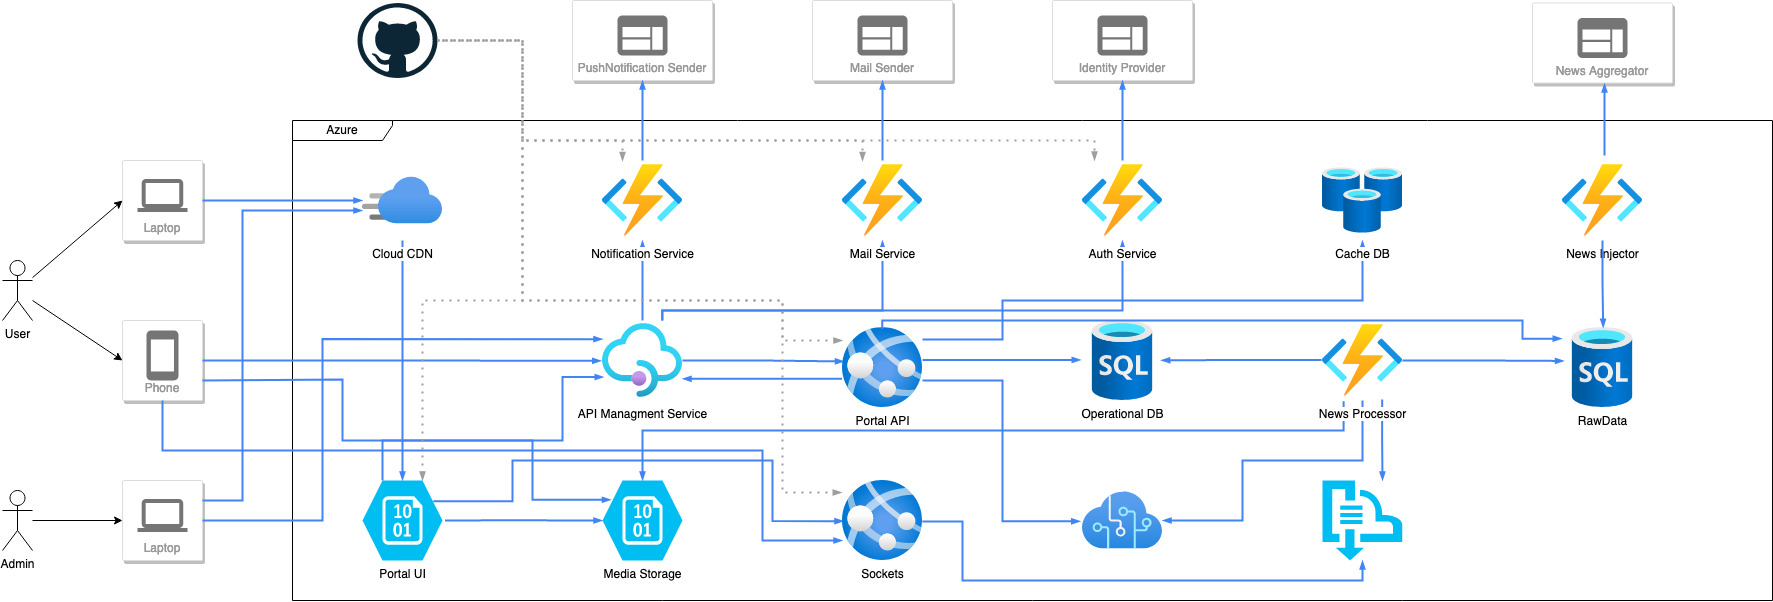 PushNotification Sender
Mail Sender
Identity Provider
News Aggregator
Azure
Laptop
Cloud CDN
Notification Service
Mail Service
Auth Service
Cache DB
News Injector
User
Phone
API Managment Service
Portal API
SQL
Operational DB
News Processor
SQL
RawData
Admin
Laptop
10
01
Portal UI
10
01
Media Storage
Sockets